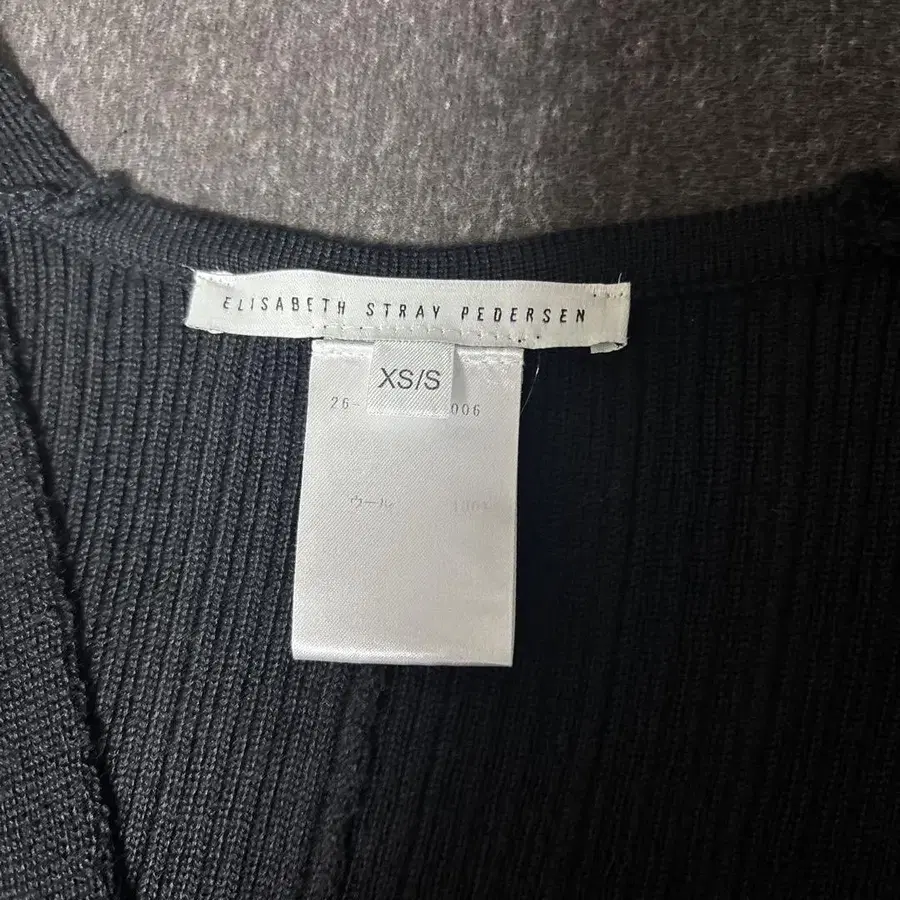 ELISABETH STRAY PEDERSEN
XS/S
26- 006
ウール